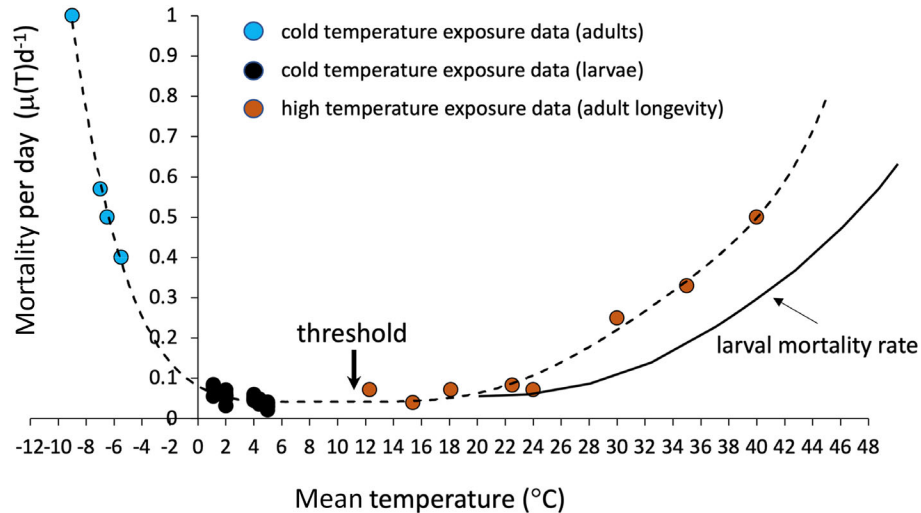 cold temperature exposure data (adults)
cold temperature exposure data (larvae)
high temperature exposure data (adult longevity)
Mortality per day (μ(T)d-1)
1
0.9
0.8
0.7
0.6
0.5
0.4
0.3
0.2
0.1
0
threshold
larval mortality rate
-12 -10 -8 -6 -4 -2 0 2 4 6 8 10 12 14 16 18 20 22 24 26 28 30 32 34 36 38 40 42 44 46 48
Mean temperature (°C)